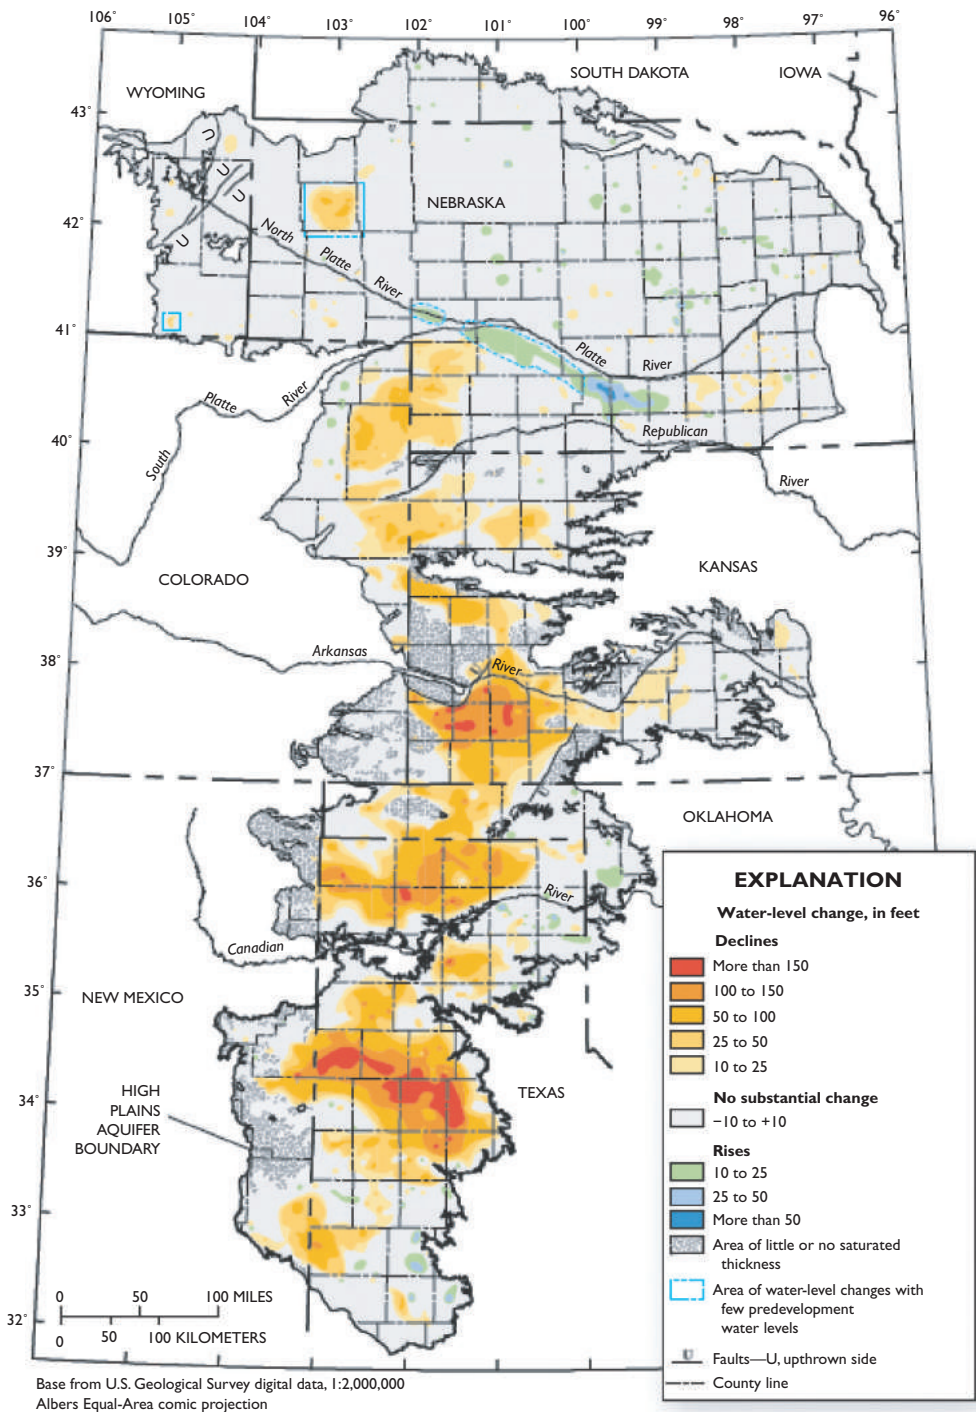 106° 105° 104° 103° 102° 101° 100° 99° 98° 97° 96°
SOUTH DAKOTA
IOWA
WYOMING
43°
U
U
U
NEBRASKA
42°
U
North
Platte
River
41°
Platte
River
River
Platte
South
Republican
River
40°
39°
COLORADO
KANSAS
Arkansas
River
38°
37°
OKLAHOMA
36°
River
Canadian
35°
NEW MEXICO
HIGH
PLAINS
AQUIFER
BOUNDARY
TEXAS
34°
33°
32°
0 50 100 MILES
0 50 100 KILOMETERS
EXPLANATION
Water-level change, in feet
Declines
More than 150
100 to 150
50 to 100
25 to 50
10 to 25
No substantial change
−10 to +10
Rises
10 to 25
25 to 50
More than 50
Area of little or no saturated
thickness
Area of water-level changes with
few predevelopment
water levels
U
Faults—U, upthrown side
County line
Base from U.S. Geological Survey digital data, 1:2,000,000
Albers Equal-Area comic projection